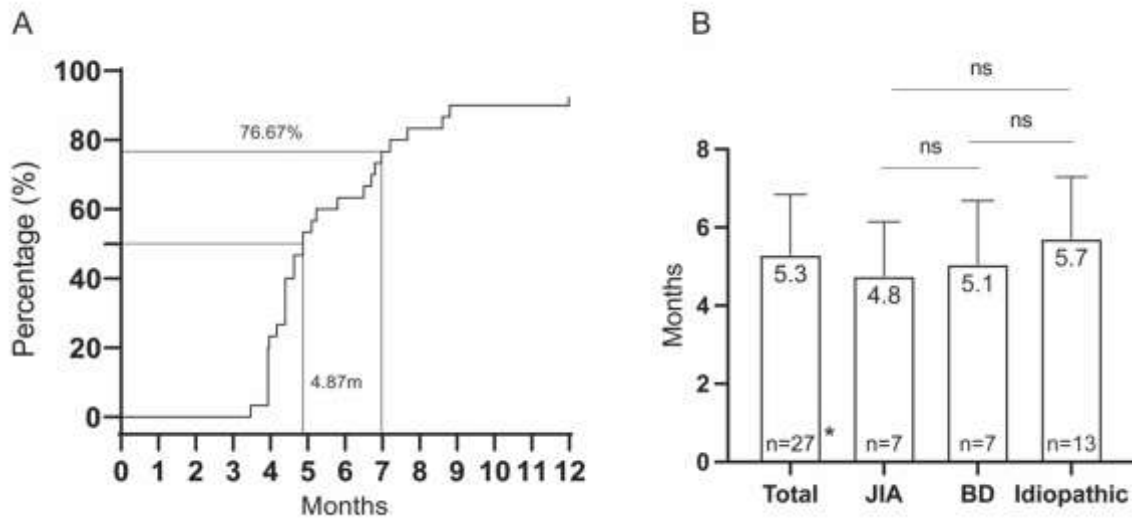 A
100
80
60
40
20
0
Percentage (%)
76.67%
4.87m
0 1 2 3 4 5 6 7 8 9 10 11 12
Months
B
ns
ns
ns
8
6
4
2
0
Months
5.3 4.8 5.1 5.7
n=27 * n=7 n=7 n=13
Total JIA BD Idiopathic